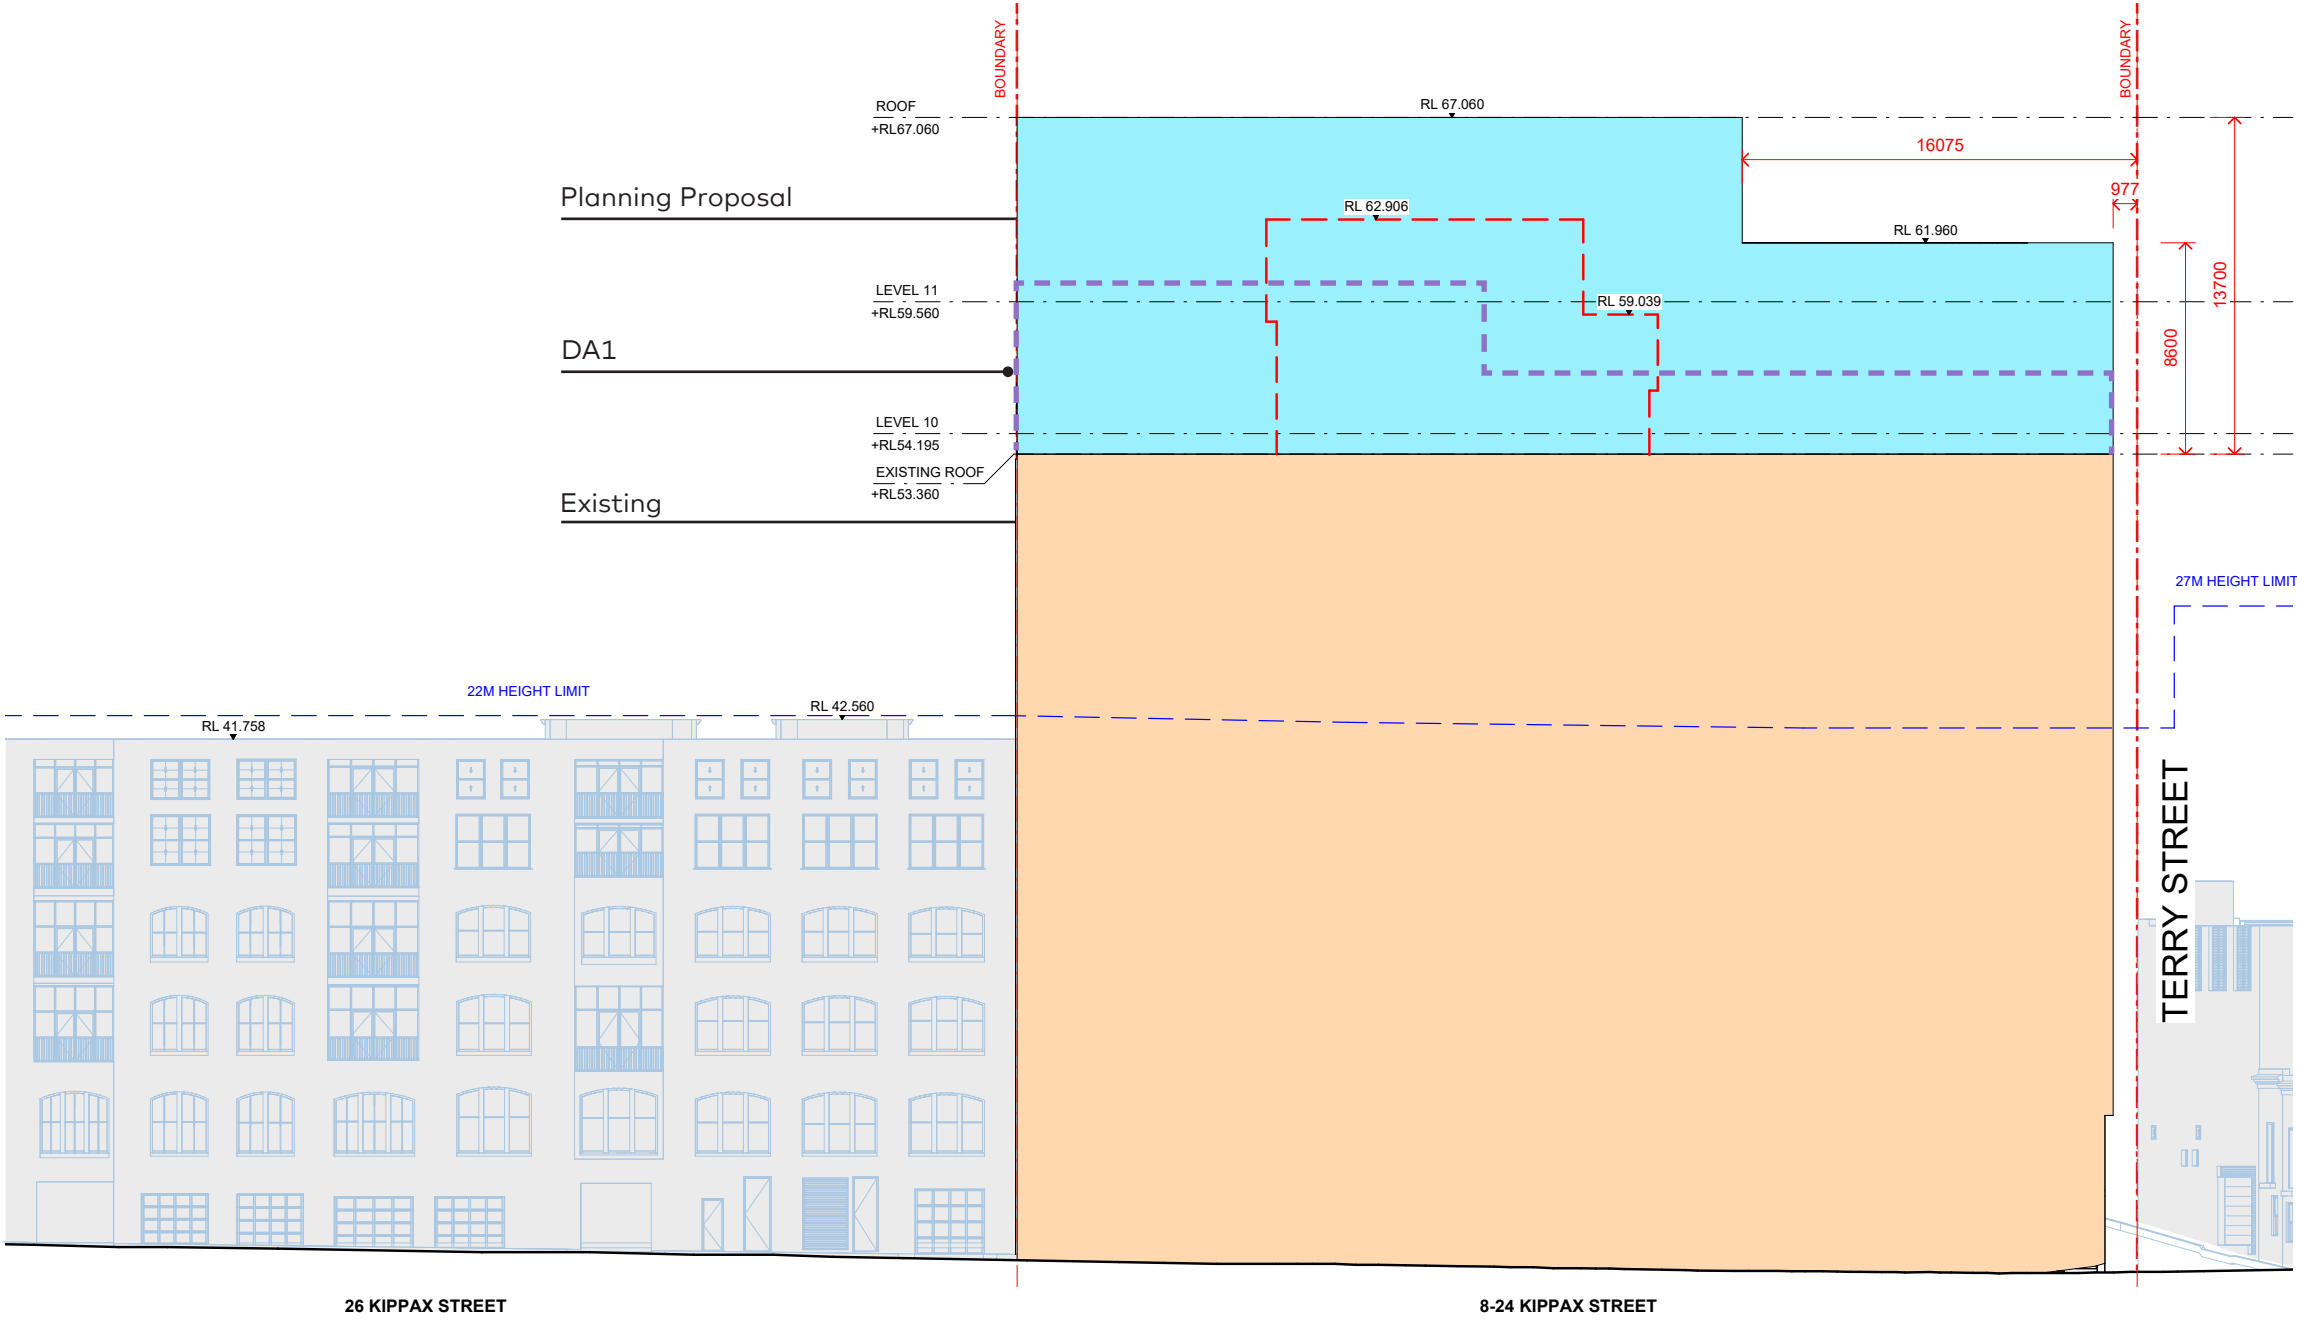 BOUNDARY
BOUNDARY
ROOF
+RL67.060
RL 67.060
16075
977
Planning Proposal
RL 62.906
RL 61.960
LEVEL 11
+RL59.560
RL 59.039
13700
8600
DA1
LEVEL 10
+RL54.195
EXISTING ROOF
+RL53.360
Existing
27M HEIGHT LIMIT
22M HEIGHT LIMIT
RL 42.560
RL 41.758
TERRY STREET
26 KIPPAX STREET
8-24 KIPPAX STREET